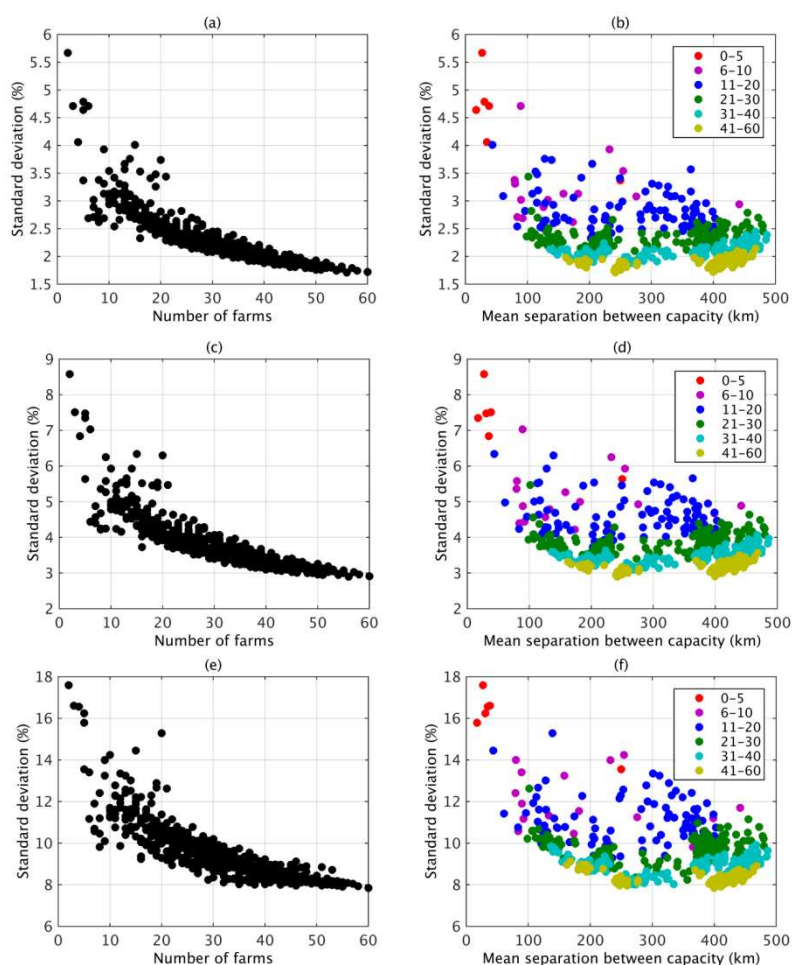 (a)
6
5.5
5
4.5
4
3.5
3
2.5
2
1.5
0 10 20 30 40 50 60
Standard deviation (%)
Number of farms
(b)
6
5.5
5
4.5
4
3.5
3
2.5
2
1.5
0 100 200 300 400 500
Standard deviation (%)
Mean separation between capacity (km)
0-5
6-10
11-20
21-30
31-40
41-60
(c)
9
8
7
6
5
4
3
2
0 10 20 30 40 50 60
Standard deviation (%)
Number of farms
(d)
9
8
7
6
5
4
3
2
0 100 200 300 400 500
Standard deviation (%)
Mean separation between capacity (km)
0-5
6-10
11-20
21-30
31-40
41-60
(e)
18
16
14
12
10
8
6
0 10 20 30 40 50 60
Standard deviation (%)
Number of farms
(f)
18
16
14
12
10
8
6
0 100 200 300 400 500
Standard deviation (%)
Mean separation between capacity (km)
0-5
6-10
11-20
21-30
31-40
41-60